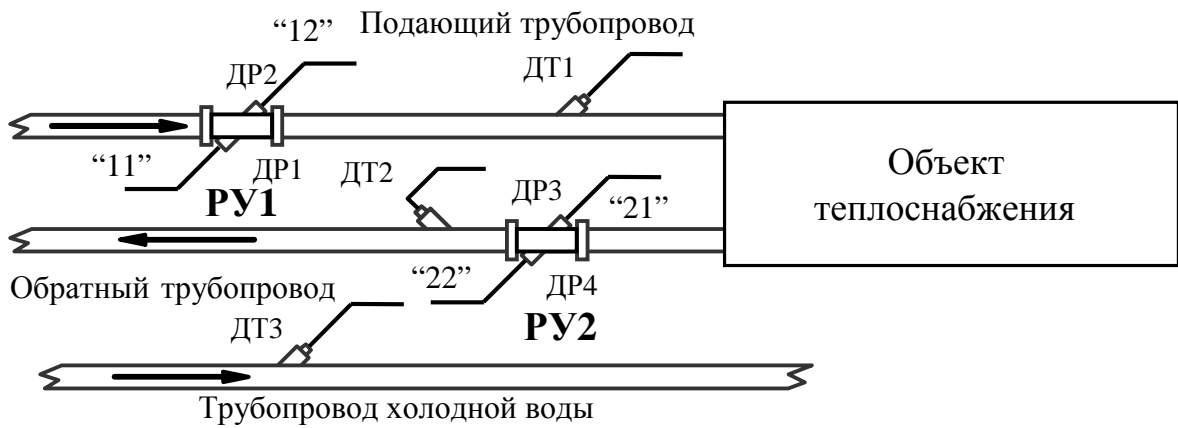 “12” Подающий трубопровод
ДР2 ДТ1
“11” ДР1 ДТ2
РУ1 ДР3 “21”
Объект
теплоснабжения
“22” ДР4
Обратный трубопровод
ДТ3 РУ2
Трубопровод холодной воды